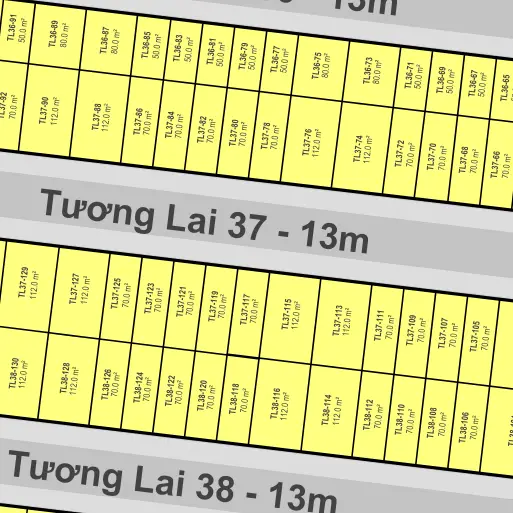 - 13m
TL36-91
50.0 m²
TL36-89
80.0 m²
TL36-87
80.0 m²
TL36-85
50.0 m²
TL36-83
50.0 m²
TL36-81
50.0 m²
TL36-79
50.0 m²
TL36-77
50.0 m²
TL36-75
80.0 m²
TL36-73
80.0 m²
TL36-71
50.0 m²
TL36-69
50.0 m²
TL36-67
50.0 m²
TL36-65
TL37-92
70.0 m²
TL37-90
112.0 m²
TL37-88
112.0 m²
TL37-86
70.0 m²
TL37-84
70.0 m²
TL37-82
70.0 m²
TL37-80
70.0 m²
TL37-78
70.0 m²
TL37-76
112.0 m²
TL37-74
112.0 m²
TL37-72
70.0 m²
TL37-70
70.0 m²
TL37-68
70.0 m²
TL37-66
70.0 m²
Tương Lai 37 - 13m
TL37-129
112.0 m²
TL37-127
112.0 m²
TL37-125
70.0 m²
TL37-123
70.0 m²
TL37-121
70.0 m²
TL37-119
70.0 m²
TL37-117
70.0 m²
TL37-115
112.0 m²
TL37-113
112.0 m²
TL37-111
70.0 m²
TL37-109
70.0 m²
TL37-107
70.0 m²
TL37-105
70.0 m²
TL38-130
112.0 m²
TL38-128
112.0 m²
TL38-126
70.0 m²
TL38-124
70.0 m²
TL38-122
70.0 m²
TL38-120
70.0 m²
TL38-118
70.0 m²
TL38-116
112.0 m²
TL38-114
112.0 m²
TL38-112
70.0 m²
TL38-110
70.0 m²
TL38-108
70.0 m²
TL38-106
70.0 m²
Tương Lai 38 - 13m